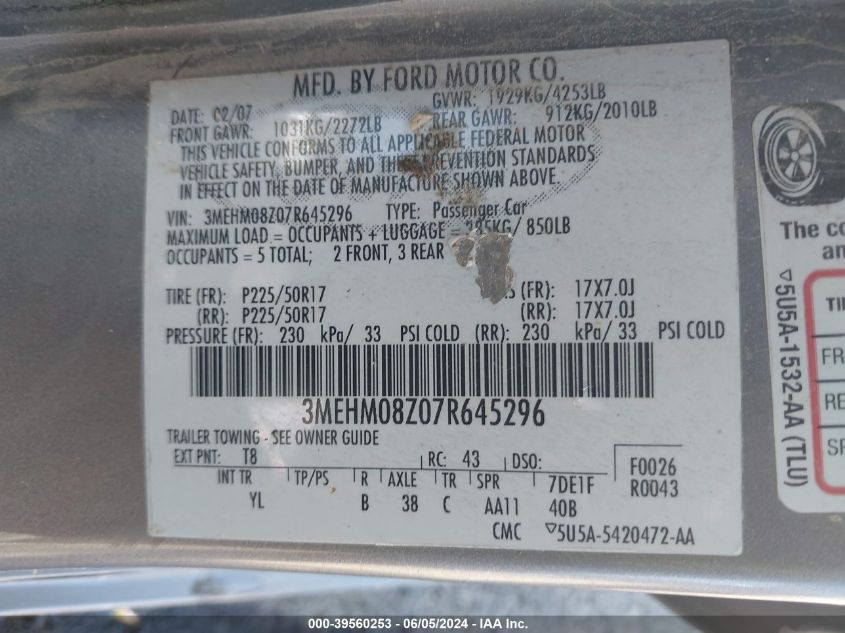 MFD. BY FORD MOTOR CO.
DATE: 02/07 GVWR: 1929KG/4253LB
FRONT GAWR: 1031KG/2272LB REAR GAWR: 912KG/2010LB
THIS VEHICLE CONFORMS TO ALL APPLICABLE FEDERAL MOTOR
VEHICLE SAFETY, BUMPER, AND PREVENTION STANDARDS
IN EFFECT ON THE DATE OF MANUFACTURE SHOWN ABOVE.
VIN: 3MEHM08Z07R645296 TYPE: Passenger Car
MAXIMUM LOAD = OCCUPANTS + LUGGAGE = 385KG/ 850LB
OCCUPANTS = 5 TOTAL; 2 FRONT, 3 REAR
TIRE (FR): P225/50R17 (FR): 17X7.0J
(RR): P225/50R17 (RR): 17X7.0J
PRESSURE (FR): 230 kPa/ 33 PSI COLD (RR): 230 kPa/ 33 PSI COLD
3MEHM08Z07R645296
TRAILER TOWING - SEE OWNER GUIDE
EXT PNT: T8 RC: 43 DSO: F0026
INT TR TP/PS R AXLE TR SPR 7DE1F R0043
YL B 38 C AA11 40B
CMC ▽5U5A-5420472-AA
The co
an
TI
FR
RE
SP
▽5U5A-1532-AA (TLU)
000-39560253 - 06/05/2024 - IAA Inc.